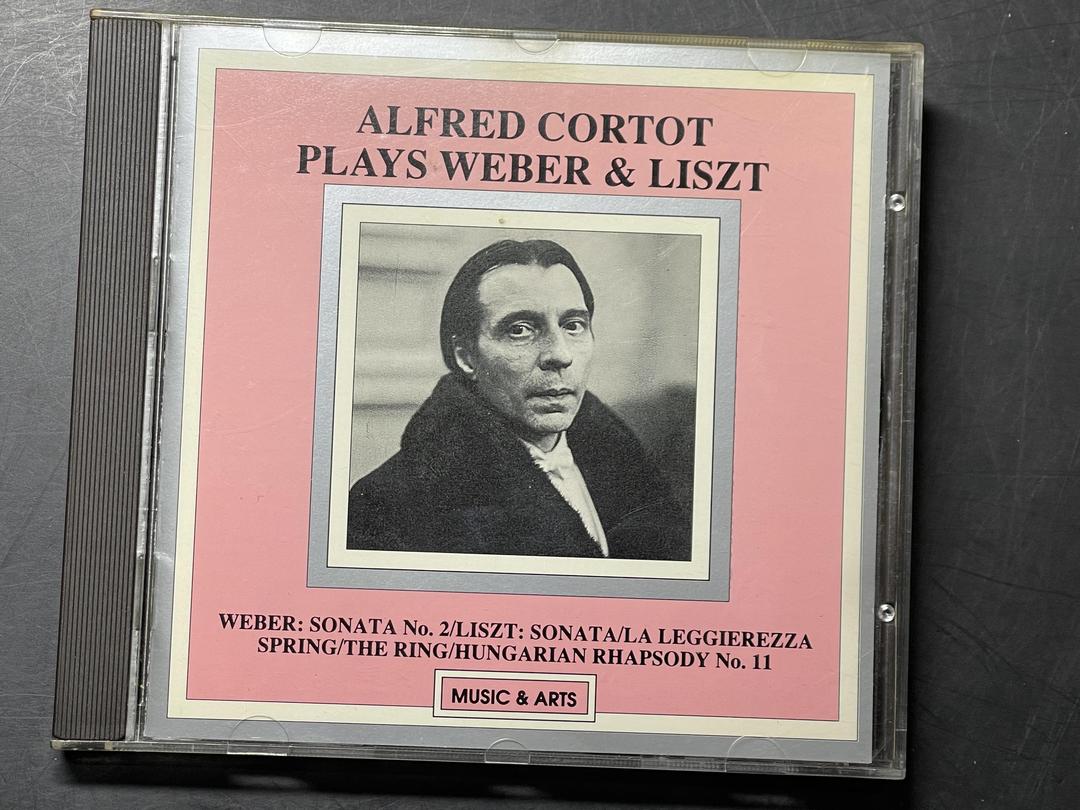 ALFRED CORTOT
PLAYS WEBER & LISZT
WEBER: SONATA No. 2/LISZT: SONATA/LA LEGGIEREZZA
SPRING/THE RING/HUNGARIAN RHAPSODY No. 11
MUSIC & ARTS